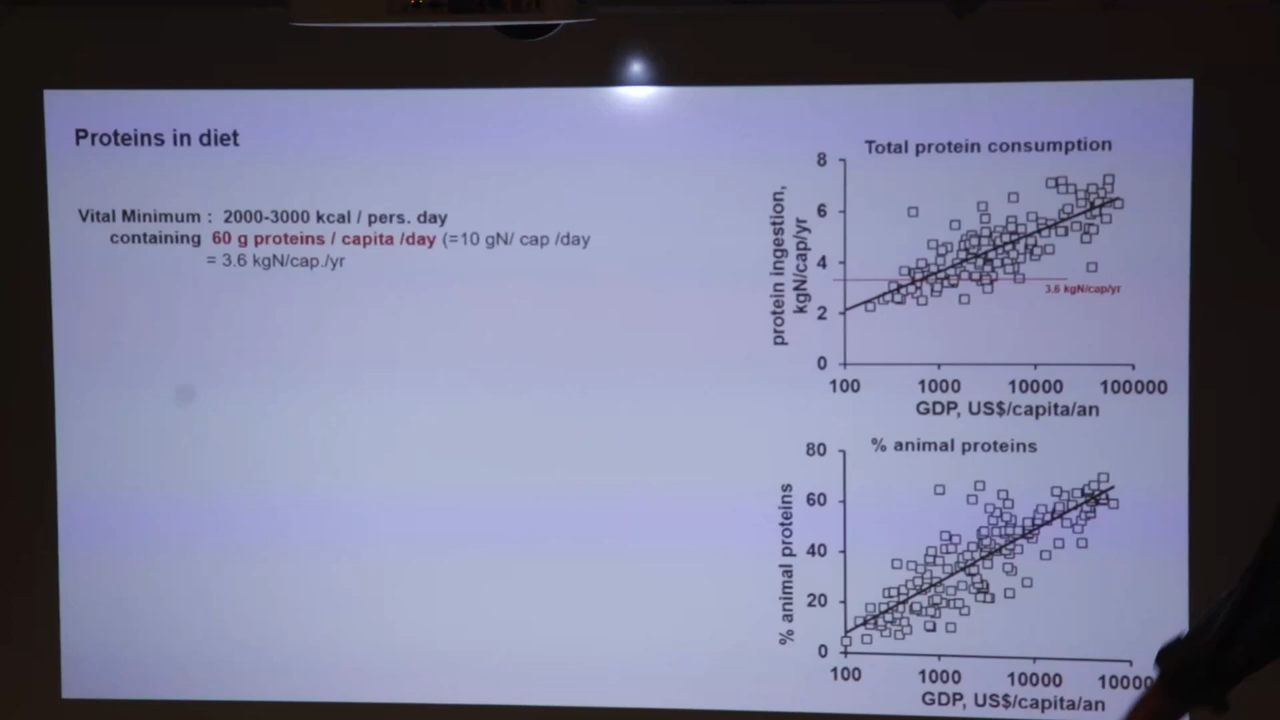 Proteins in diet
Vital Minimum : 2000-3000 kcal / pers. day
containing 60 g proteins / capita /day (=10 gN/ cap /day
= 3.6 kgN/cap./yr
Total protein consumption
8
6
4
2
0
protein ingestion,
kgN/cap/yr
3.6 kgN/cap/yr
100 1000 10000 100000
GDP, US$/capita/an
% animal proteins
80
60
40
20
0
% animal proteins
100 1000 10000 10000
GDP, US$/capita/an